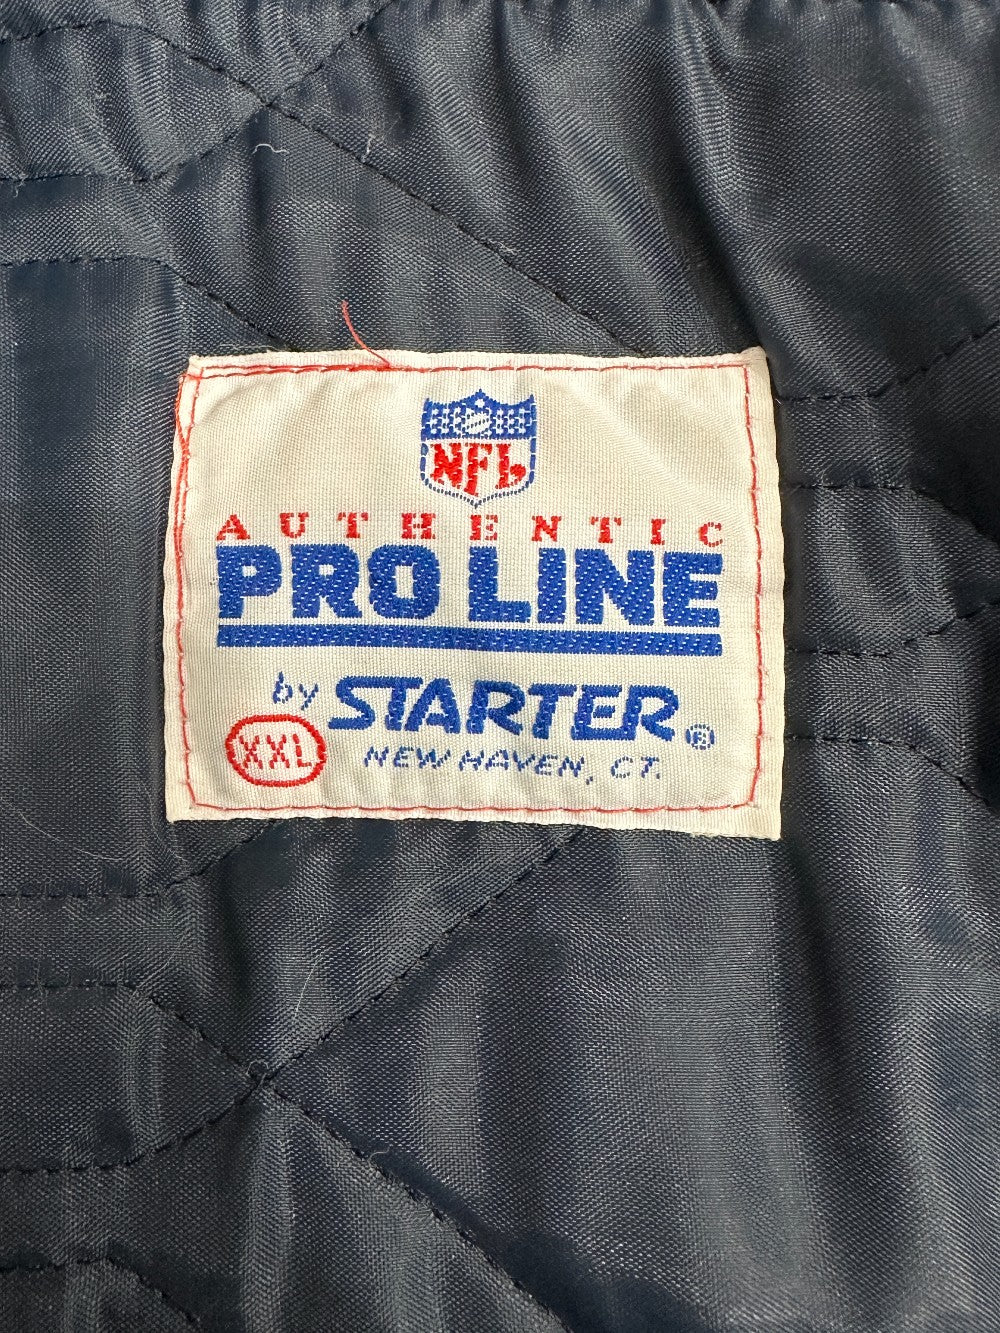 NFL
AUTHENTIC
PRO LINE
by STARTER®
XXL
NEW HAVEN, CT.